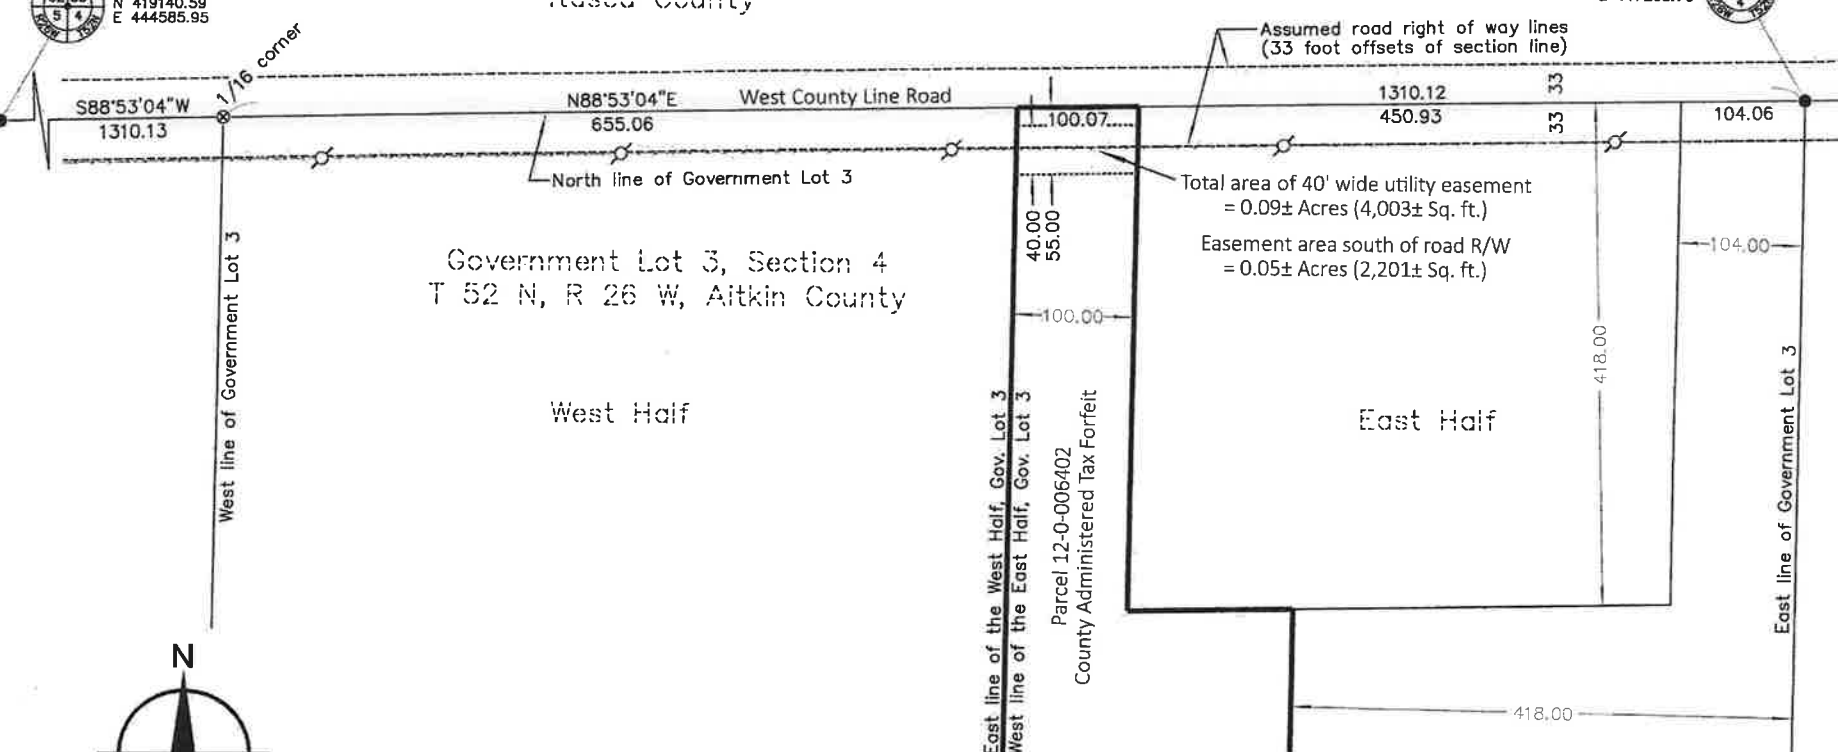 N 419140.59
E 444585.95
5 4
T52N
Itasca County
1/16 corner
Assumed road right of way lines
(33 foot offsets of section line)
S88°53'04"W
1310.13
N88°53'04"E
655.06
West County Line Road
100.07
1310.12
450.93
33
33
104.06
North line of Government Lot 3
Total area of 40' wide utility easement
= 0.09± Acres (4,003± Sq. ft.)
Easement area south of road R/W
= 0.05± Acres (2,201± Sq. ft.)
40.00
55.00
104.00
Government Lot 3, Section 4
T 52 N, R 26 W, Aitkin County
100.00
418.00
West Half
East Half
West line of Government Lot 3
East line of the West Half, Gov. Lot 3
West line of the East Half, Gov. Lot 3
Parcel 12-0-006402
County Administered Tax Forfeit
East line of Government Lot 3
N
418.00